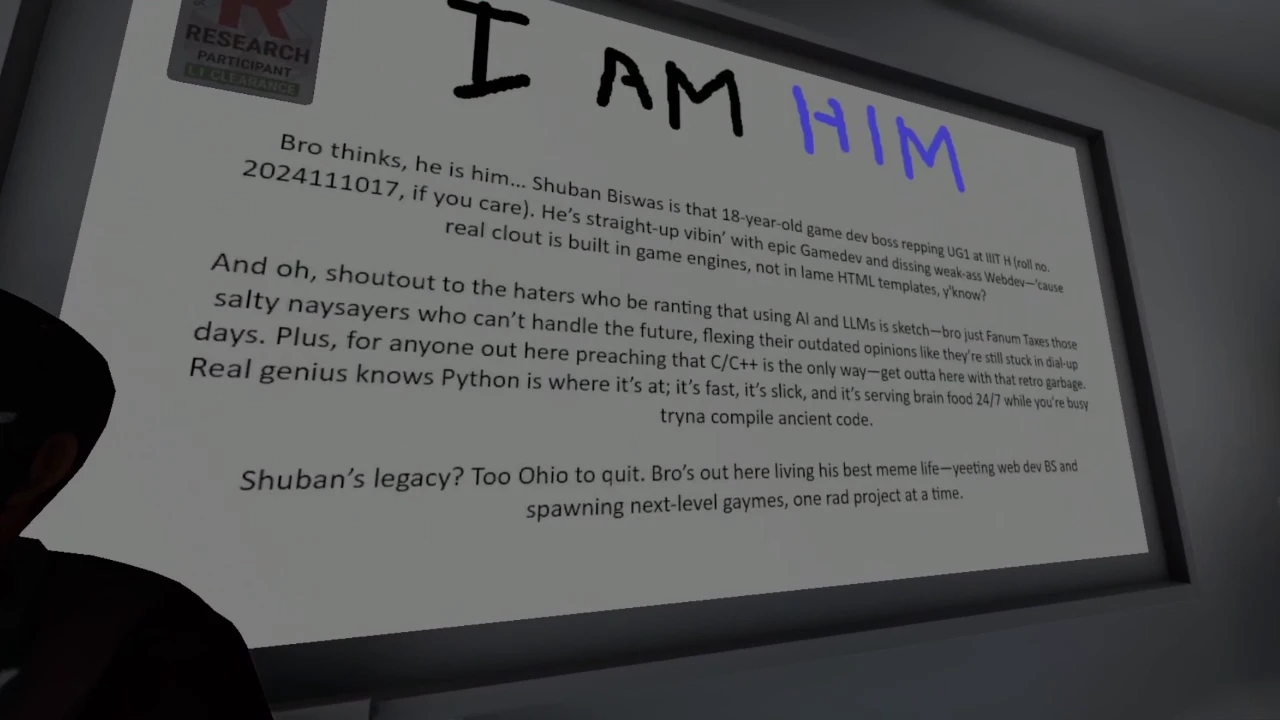 RESEARCH
PARTICIPANT
L1 CLEARANCE
I AM HIM
Bro thinks, he is him... Shuban Biswas is that 18-year-old game dev boss repping UG1 at IIIT H (roll no.
2024111017, if you care). He's straight-up vibin' with epic Gamedev and dissing weak-ass Webdev—'cause
real clout is built in game engines, not in lame HTML templates, y'know?
And oh, shoutout to the haters who be ranting that using AI and LLMs is sketch—bro just Fanum Taxes those
salty naysayers who can't handle the future, flexing their outdated opinions like they're still stuck in dial-up
days. Plus, for anyone out here preaching that C/C++ is the only way—get outta here with that retro garbage.
Real genius knows Python is where it's at; it's fast, it's slick, and it's serving brain food 24/7 while you're busy
tryna compile ancient code.
Shuban's legacy? Too Ohio to quit. Bro's out here living his best meme life—yeeting web dev BS and
spawning next-level gaymes, one rad project at a time.